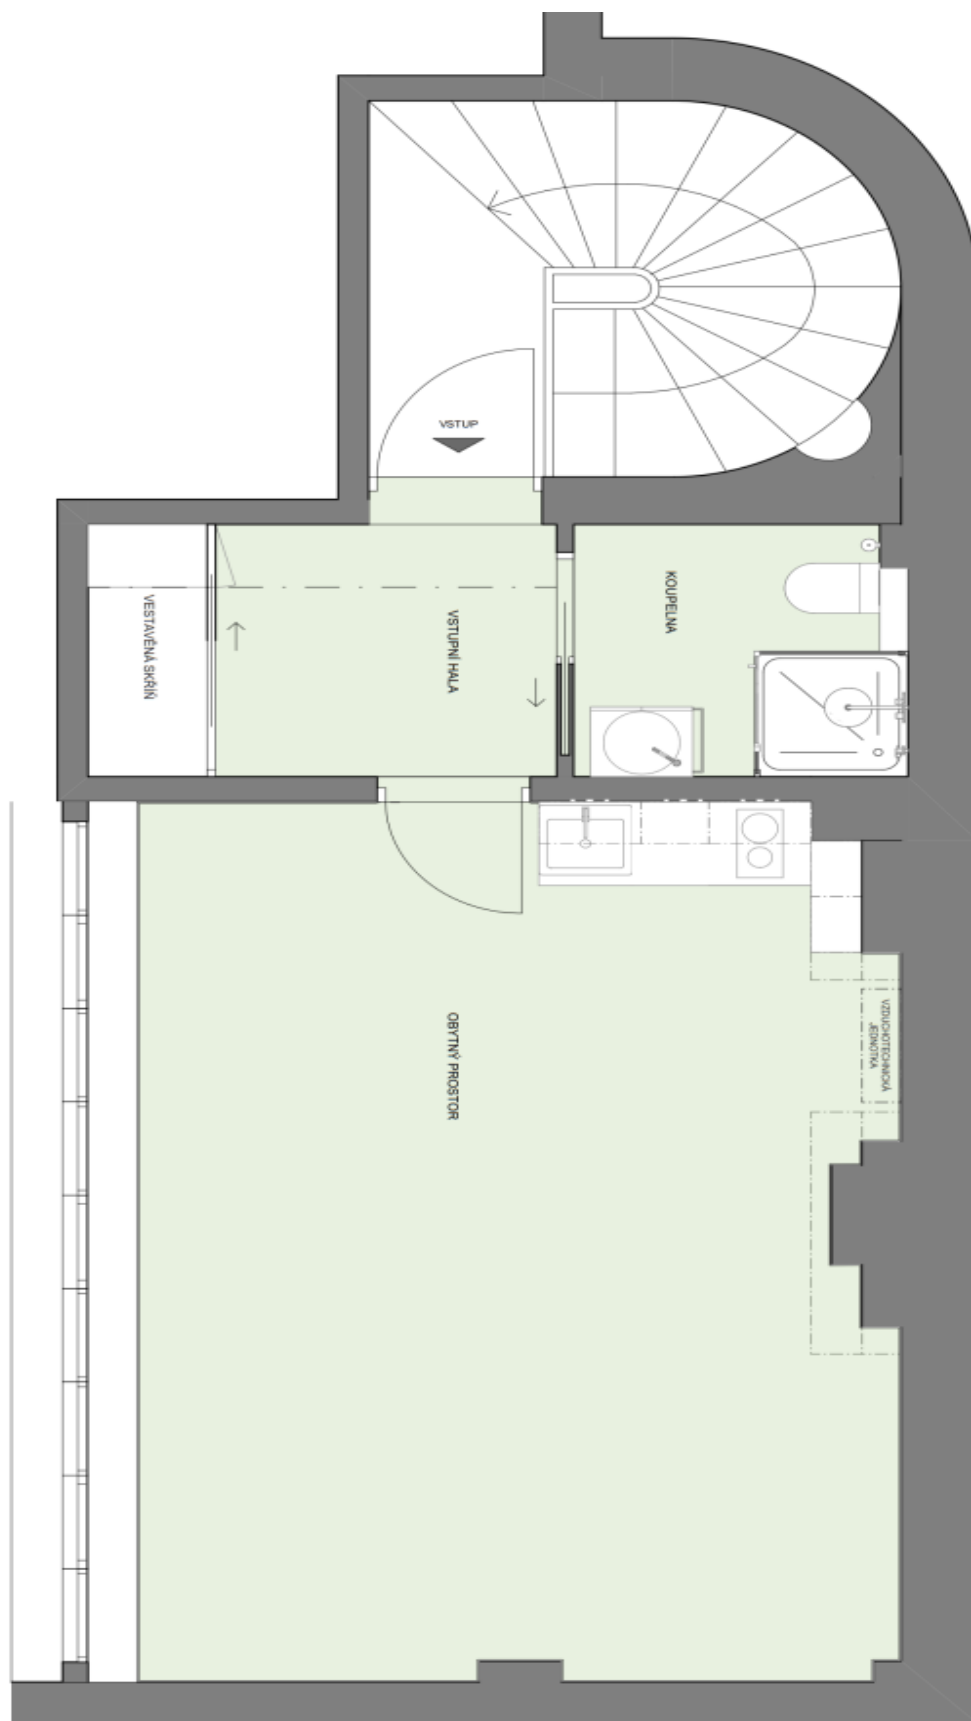 VSTUP
VESTAVĚNÁ SKŘÍŇ
VSTUPNÍ HALA
KOUPELNA
OBYTNÝ PROSTOR
VZDUCHOTECHNICKÁ
JEDNOTKA